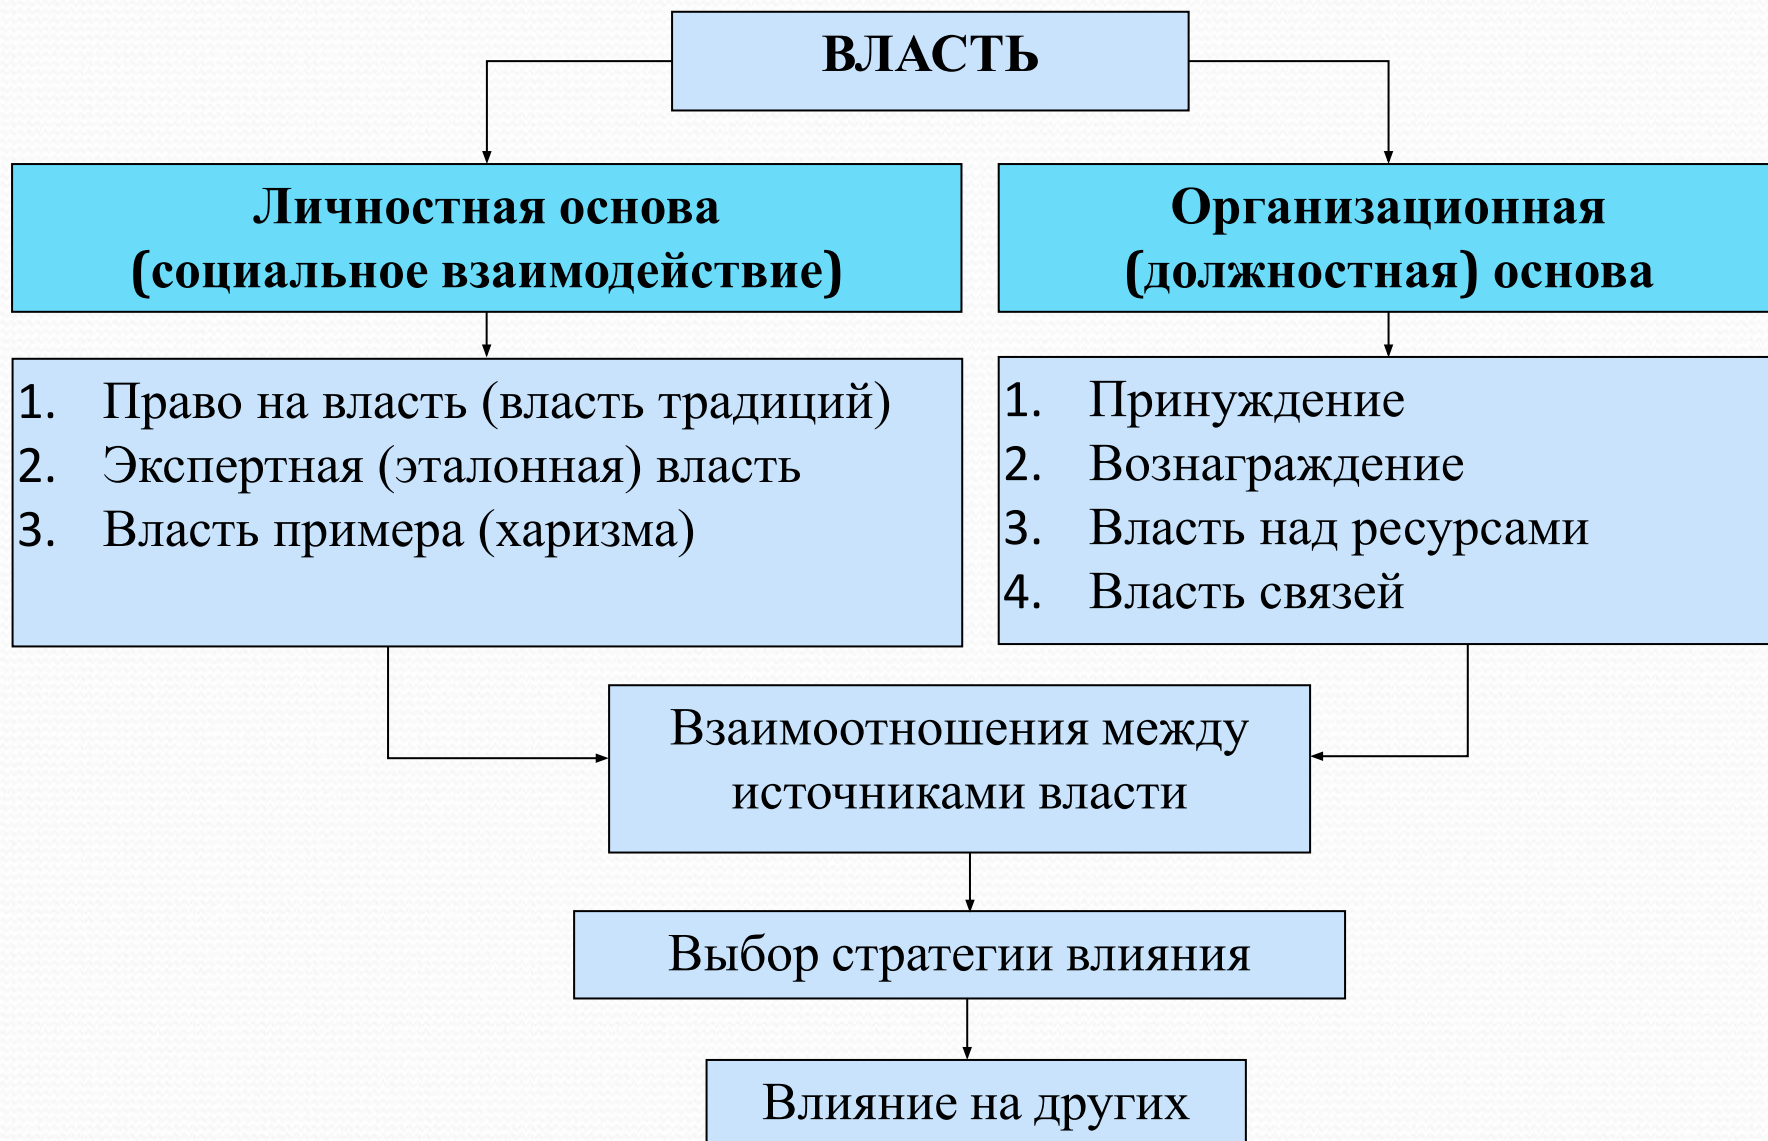 ВЛАСТЬ
Личностная основа
(социальное взаимодействие)
Организационная
(должностная) основа
1. Право на власть (власть традиций)
2. Экспертная (эталонная) власть
3. Власть примера (харизма)
1. Принуждение
2. Вознаграждение
3. Власть над ресурсами
4. Власть связей
Взаимоотношения между
источниками власти
Выбор стратегии влияния
Влияние на других